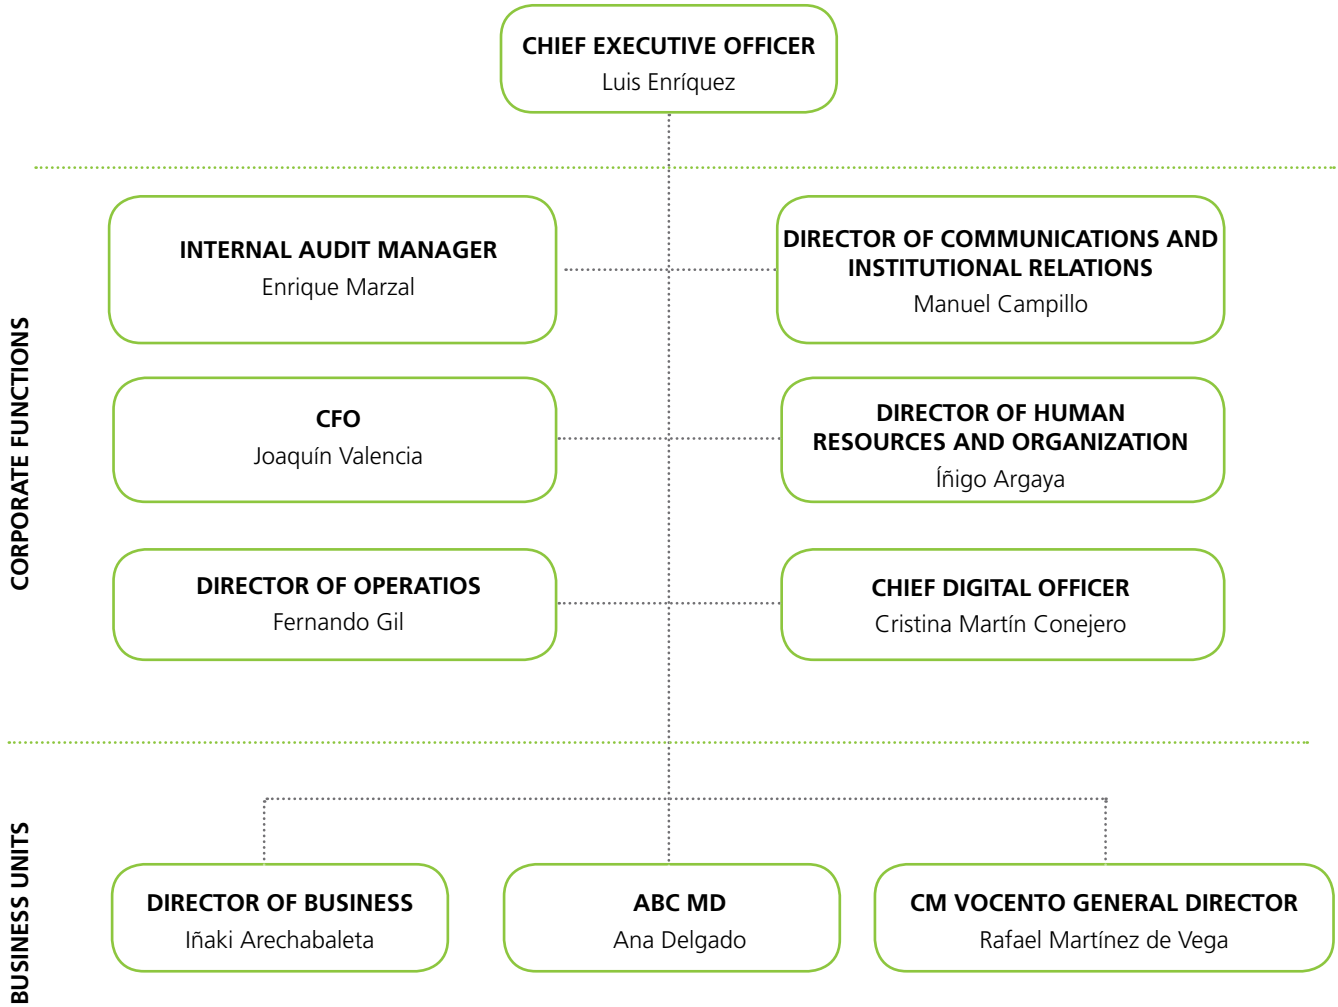 CHIEF EXECUTIVE OFFICER
Luis Enríquez
CORPORATE FUNCTIONS
INTERNAL AUDIT MANAGER
Enrique Marzal
DIRECTOR OF COMMUNICATIONS AND
INSTITUTIONAL RELATIONS
Manuel Campillo
CFO
Joaquín Valencia
DIRECTOR OF HUMAN
RESOURCES AND ORGANIZATION
Íñigo Argaya
DIRECTOR OF OPERATIOS
Fernando Gil
CHIEF DIGITAL OFFICER
Cristina Martín Conejero
BUSINESS UNITS
DIRECTOR OF BUSINESS
Iñaki Arechabaleta
ABC MD
Ana Delgado
CM VOCENTO GENERAL DIRECTOR
Rafael Martínez de Vega